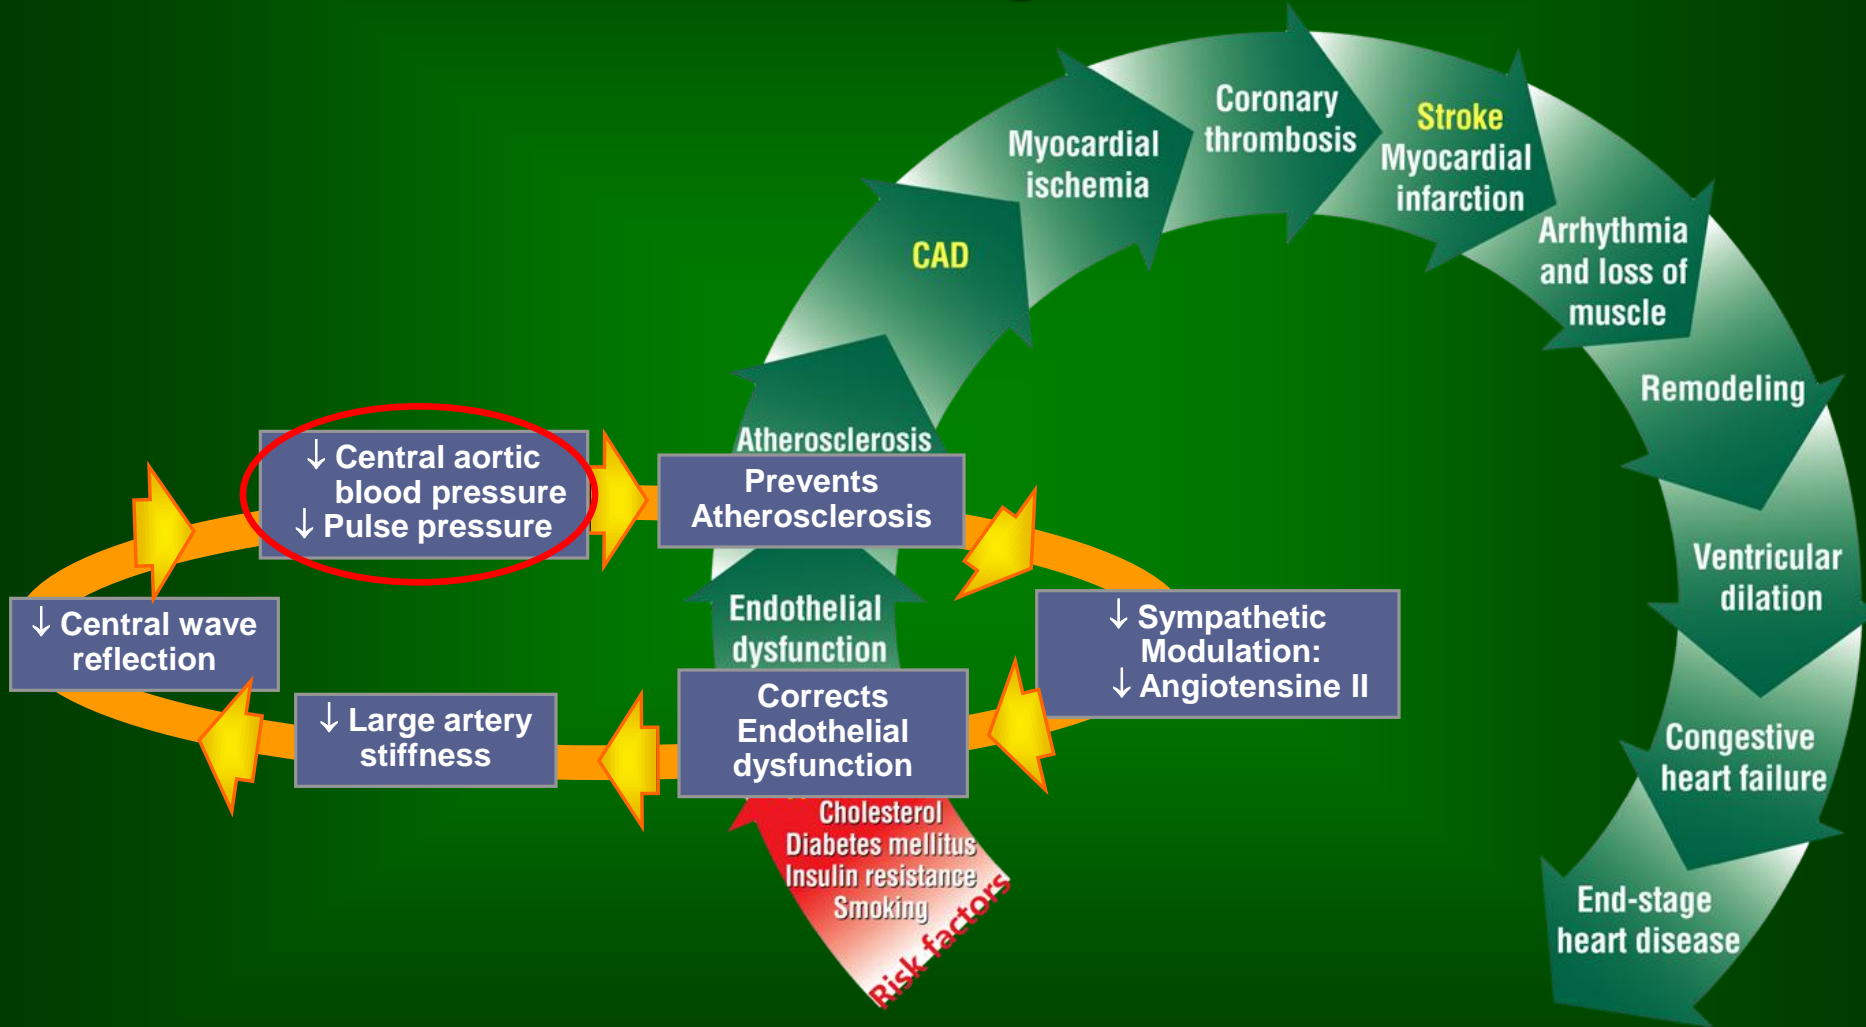 Coronary
thrombosis
Stroke
Myocardial
infarction
Myocardial
ischemia
Arrhythmia
and loss of
muscle
CAD
Remodeling
Atherosclerosis
↓ Central aortic
blood pressure
↓ Pulse pressure
Prevents
Atherosclerosis
Ventricular
dilation
Endothelial
dysfunction
↓ Central wave
reflection
↓ Sympathetic
Modulation:
↓ Angiotensine II
↓ Large artery
stiffness
Corrects
Endothelial
dysfunction
Congestive
heart failure
Cholesterol
Diabetes mellitus
Insulin resistance
Smoking
Risk factors
End-stage
heart disease